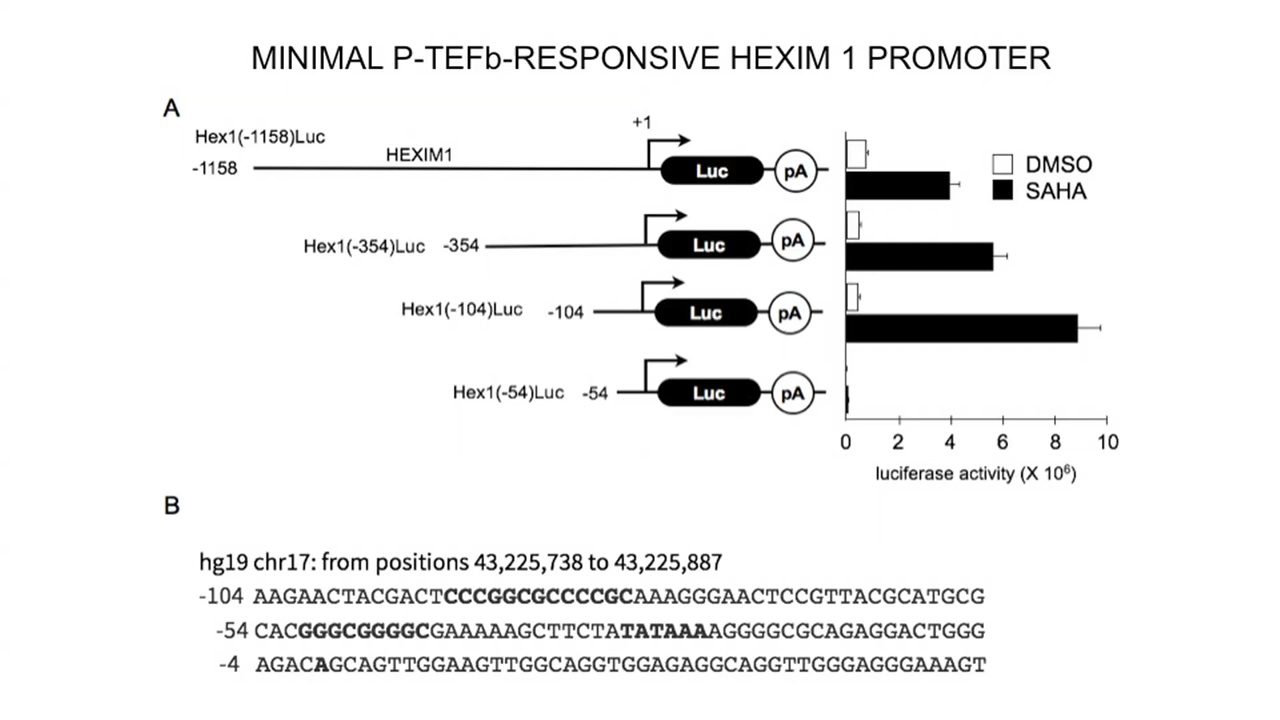 MINIMAL P-TEFb-RESPONSIVE HEXIM 1 PROMOTER
A
Hex1(-1158)Luc
-1158
HEXIM1
+1
Luc
pA
DMSO
SAHA
Hex1(-354)Luc -354
Luc
pA
Hex1(-104)Luc -104
Luc
pA
Hex1(-54)Luc -54
Luc
pA
0 2 4 6 8 10
luciferase activity (X 10⁶)
B
hg19 chr17: from positions 43,225,738 to 43,225,887
-104 AAGAACTACGACTCCCGGCGCCCCGCAAAGGGAACTCCGTTACGCATGCG
-54 CACGGGCGGGGCGAAAAAGCTTCTATATAAAAGGGGCGCAGAGGACTGGG
-4 AGACAGCAGTTGGAAGTTGGCAGGTGGAGAGGCAGGTTGGGAGGGAAAGT